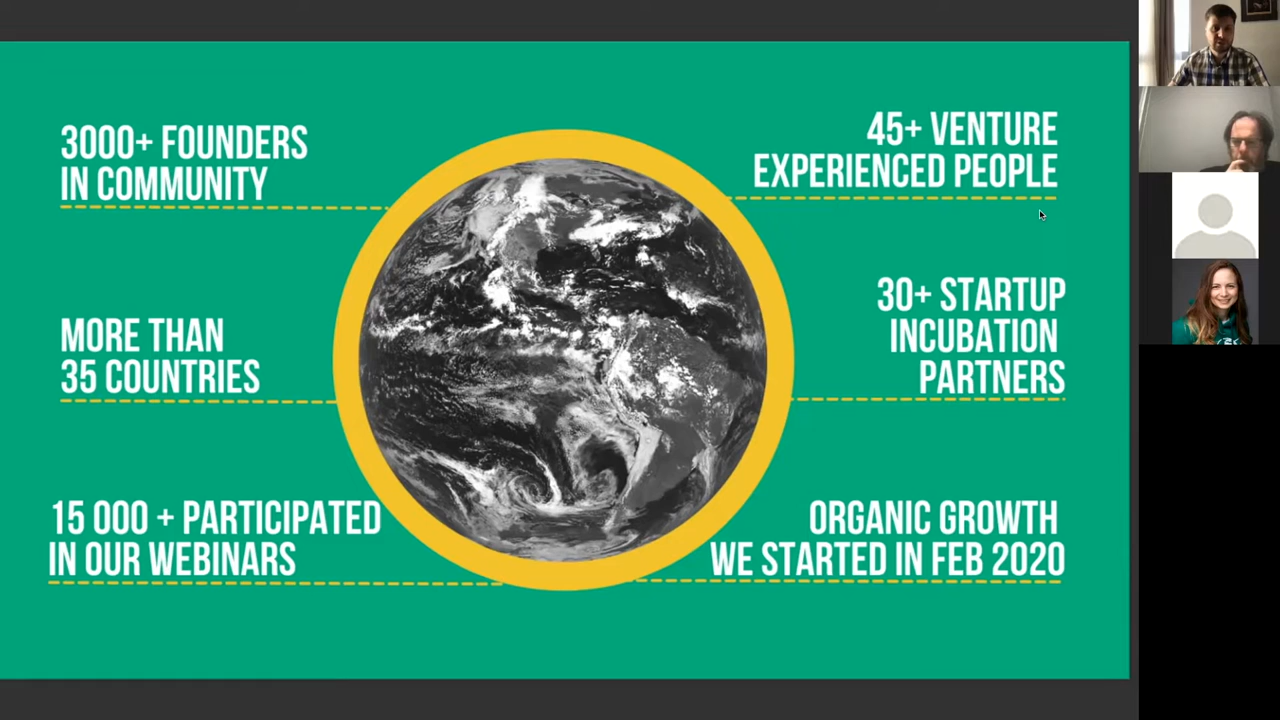 3000+ FOUNDERS
IN COMMUNITY
MORE THAN
35 COUNTRIES
15 000 + PARTICIPATED
IN OUR WEBINARS
45+ VENTURE
EXPERIENCED PEOPLE
30+ STARTUP
INCUBATION
PARTNERS
ORGANIC GROWTH
WE STARTED IN FEB 2020